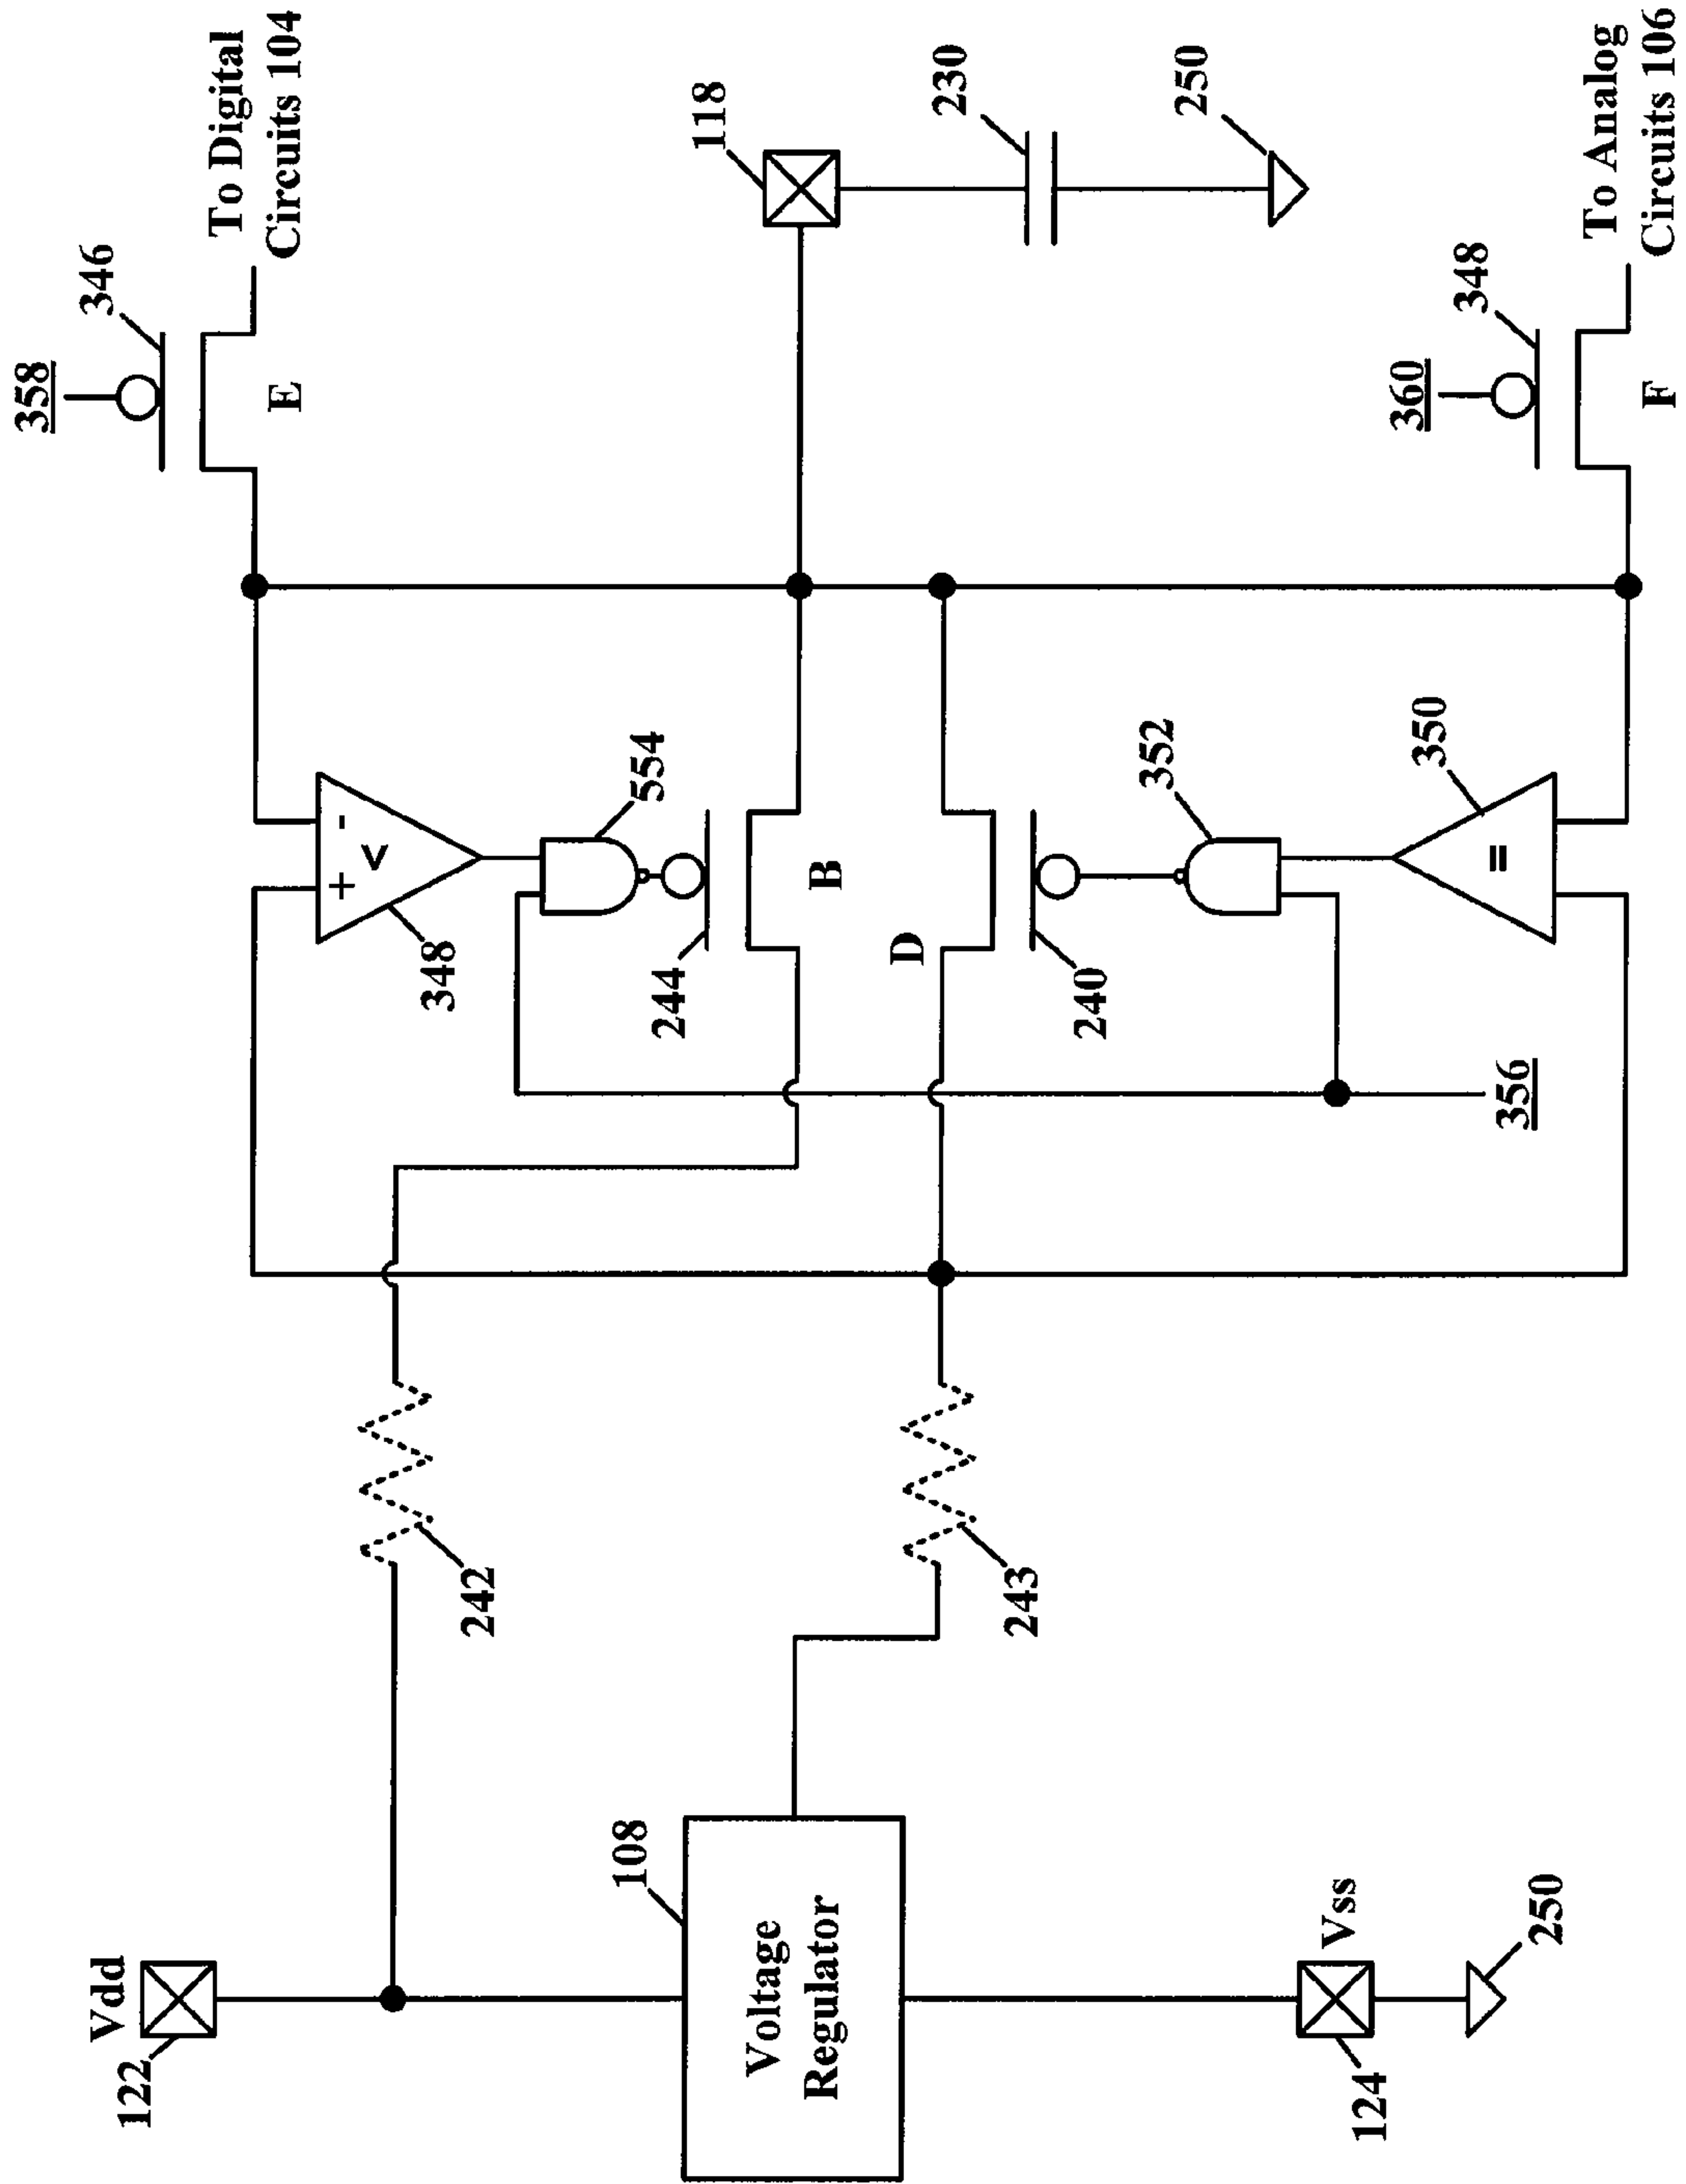 358
346
Vdd
122
To Digital
Circuits 104
E
348
+ -
<
242
554
108
244
118
Voltage
Regulator
B
D
230
243
240
352
250
Vss
124
360
350
348
=
356
250
To Analog
Circuits 106
F